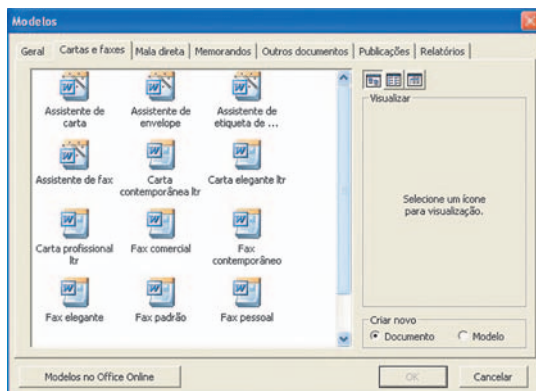 Modelos
Geral Cartas e faxes Mala direta Memorandos Outros documentos Publicações Relatórios
Assistente de carta
Assistente de envelope
Assistente de etiqueta de ...
Assistente de fax
Carta contemporânea ltr
Carta elegante ltr
Carta profissional ltr
Fax comercial
Fax contemporâneo
Fax elegante
Fax padrão
Fax pessoal
Visualizar
Selecione um ícone
para visualização.
Criar novo
Documento Modelo
Modelos no Office Online
OK Cancelar